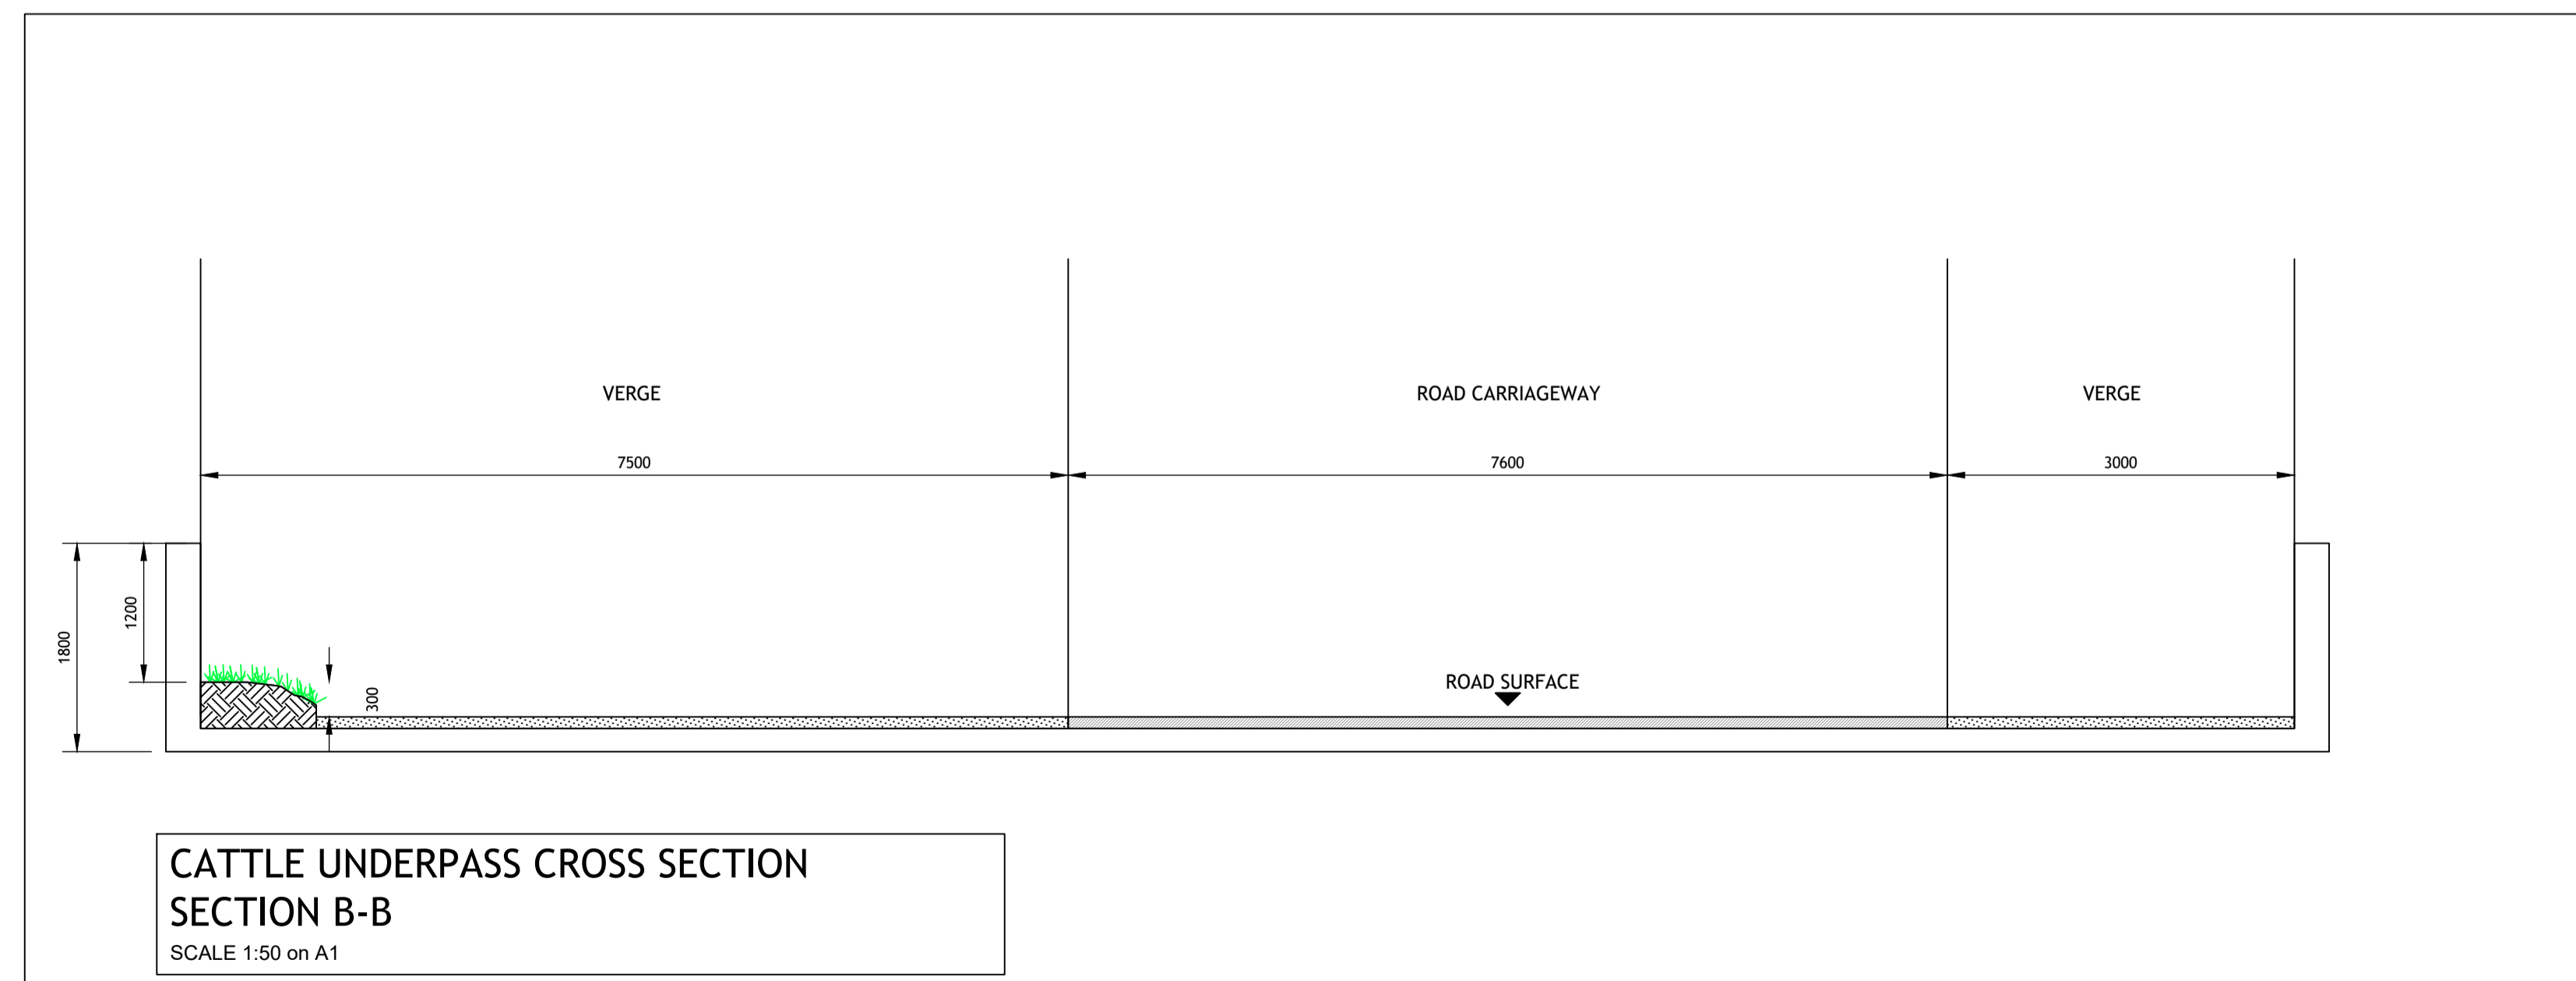 VERGE
ROAD CARRIAGEWAY
VERGE
7500
7600
3000
1800
1200
300
ROAD SURFACE
CATTLE UNDERPASS CROSS SECTION
SECTION B-B
SCALE 1:50 on A1